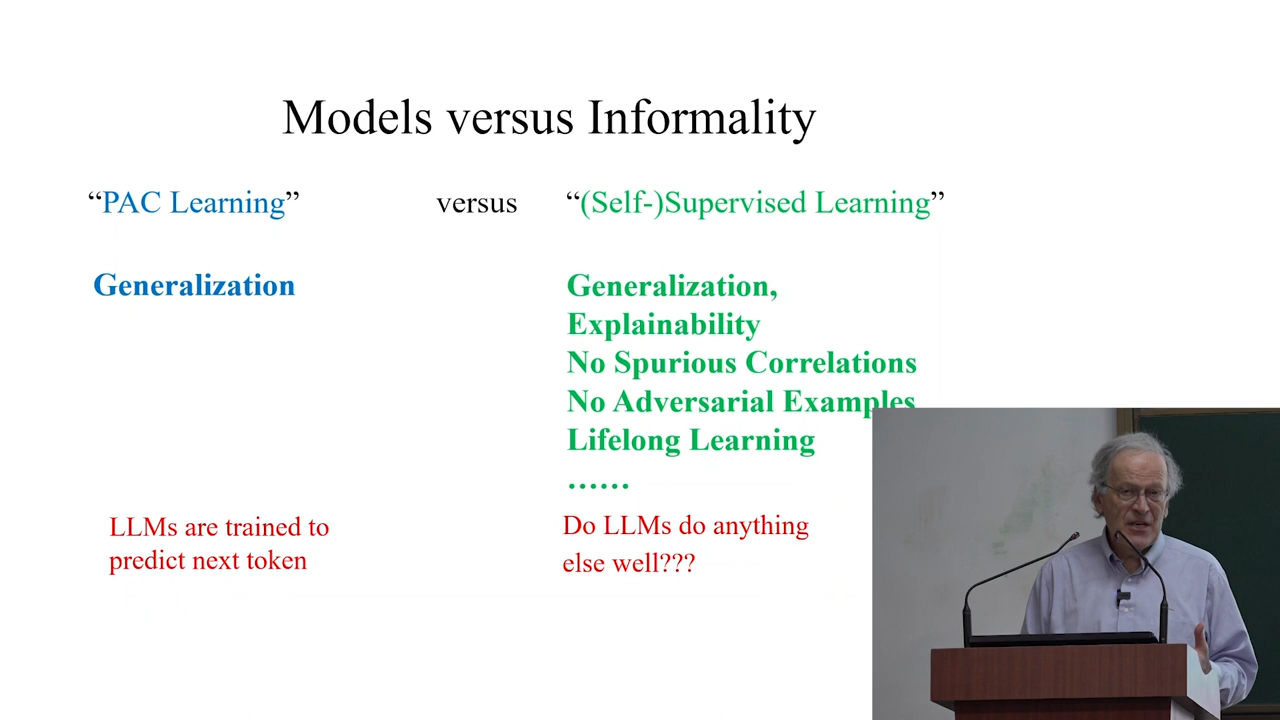 Models versus Informality
“PAC Learning” versus “(Self-)Supervised Learning”
Generalization
Generalization,
Explainability
No Spurious Correlations
No Adversarial Examples
Lifelong Learning
……
LLMs are trained to
predict next token
Do LLMs do anything
else well???